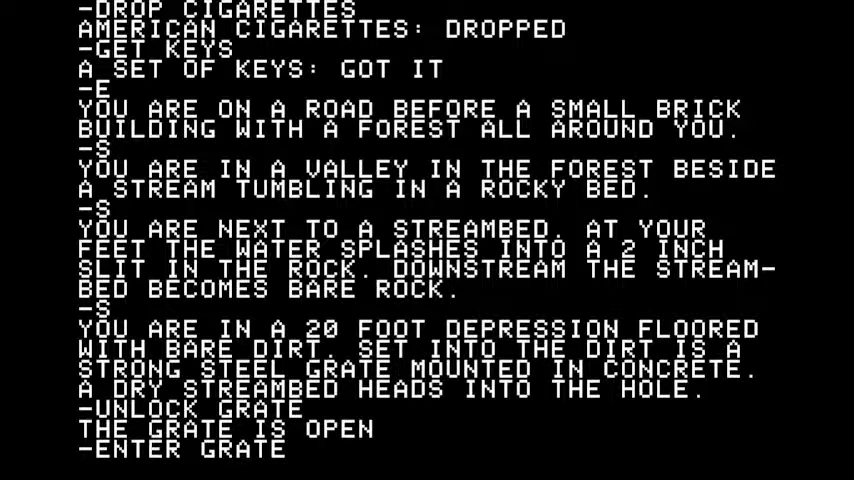 -DROP CIGARETTES
AMERICAN CIGARETTES: DROPPED
-GET KEYS
A SET OF KEYS: GOT IT
-E
YOU ARE ON A ROAD BEFORE A SMALL BRICK
BUILDING WITH A FOREST ALL AROUND YOU.
-S
YOU ARE IN A VALLEY IN THE FOREST BESIDE
A STREAM TUMBLING IN A ROCKY BED.
-S
YOU ARE NEXT TO A STREAMBED. AT YOUR
FEET THE WATER SPLASHES INTO A 2 INCH
SLIT IN THE ROCK. DOWNSTREAM THE STREAM-
BED BECOMES BARE ROCK.
-S
YOU ARE IN A 20 FOOT DEPRESSION FLOORED
WITH BARE DIRT. SET INTO THE DIRT IS A
STRONG STEEL GRATE MOUNTED IN CONCRETE.
A DRY STREAMBED HEADS INTO THE HOLE.
-UNLOCK GRATE
THE GRATE IS OPEN
-ENTER GRATE